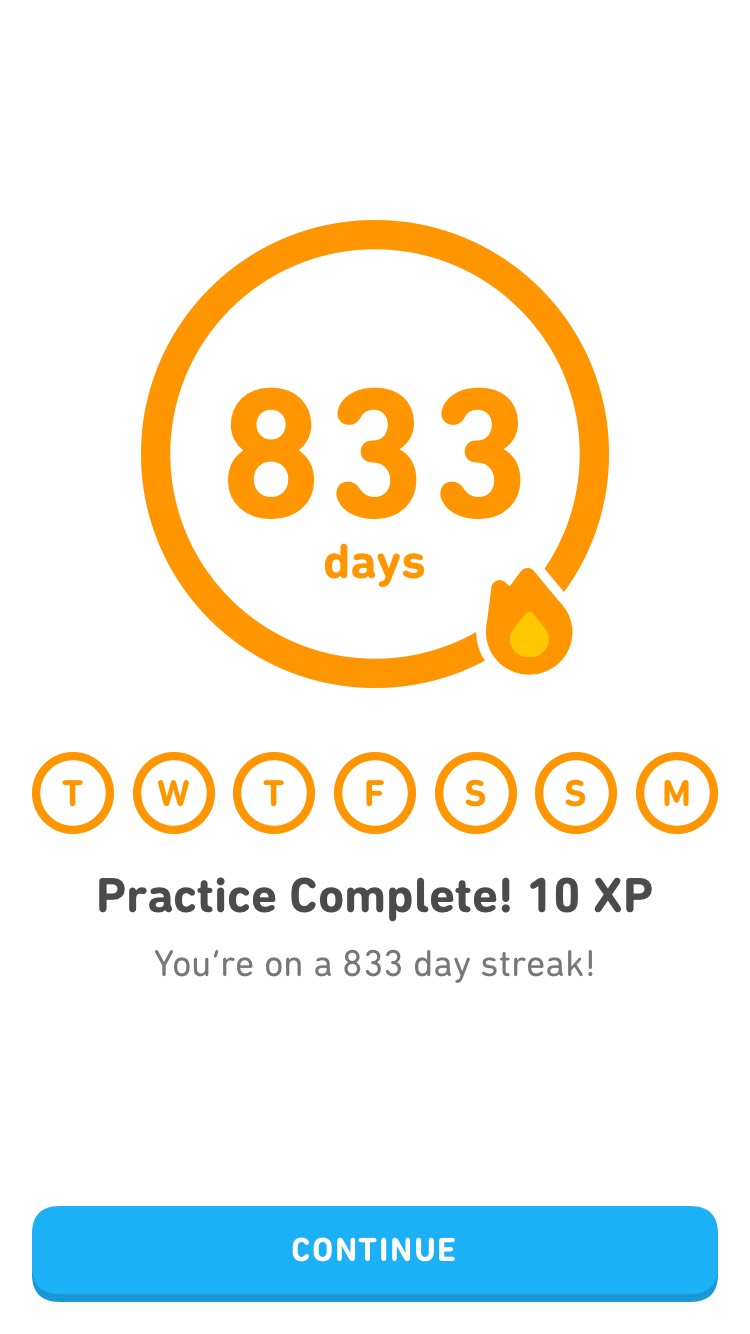 833
days
T W T F S S M
Practice Complete! 10 XP
You‘re on a 833 day streak!
CONTINUE